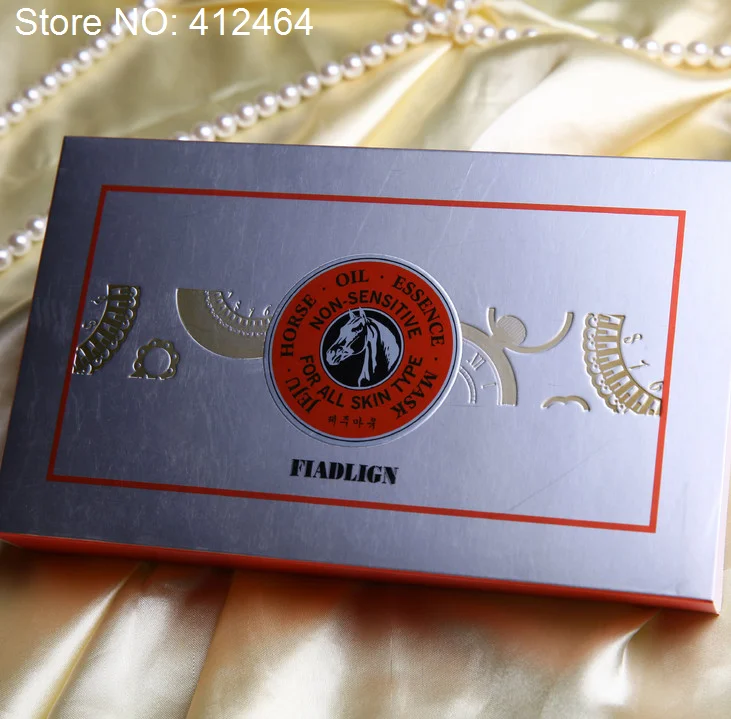 Store NO: 412464
JEJU · HORSE · OIL · ESSENCE · MASK
NON-SENSITIVE
FOR ALL SKIN TYPE
FIADLIGN